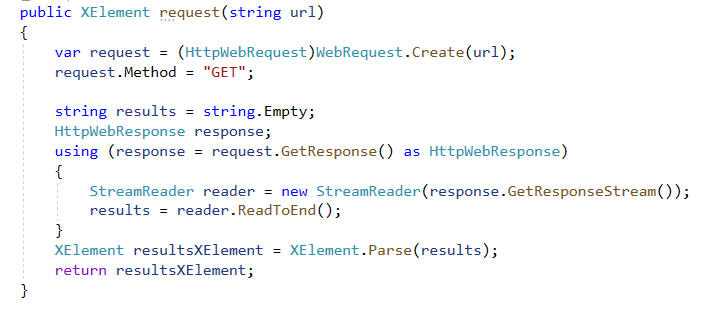 public XElement request(string url)
{
    var request = (HttpWebRequest)WebRequest.Create(url);
    request.Method = "GET";

    string results = string.Empty;
    HttpWebResponse response;
    using (response = request.GetResponse() as HttpWebResponse)
    {
        StreamReader reader = new StreamReader(response.GetResponseStream());
        results = reader.ReadToEnd();
    }
    XElement resultsXElement = XElement.Parse(results);
    return resultsXElement;
}